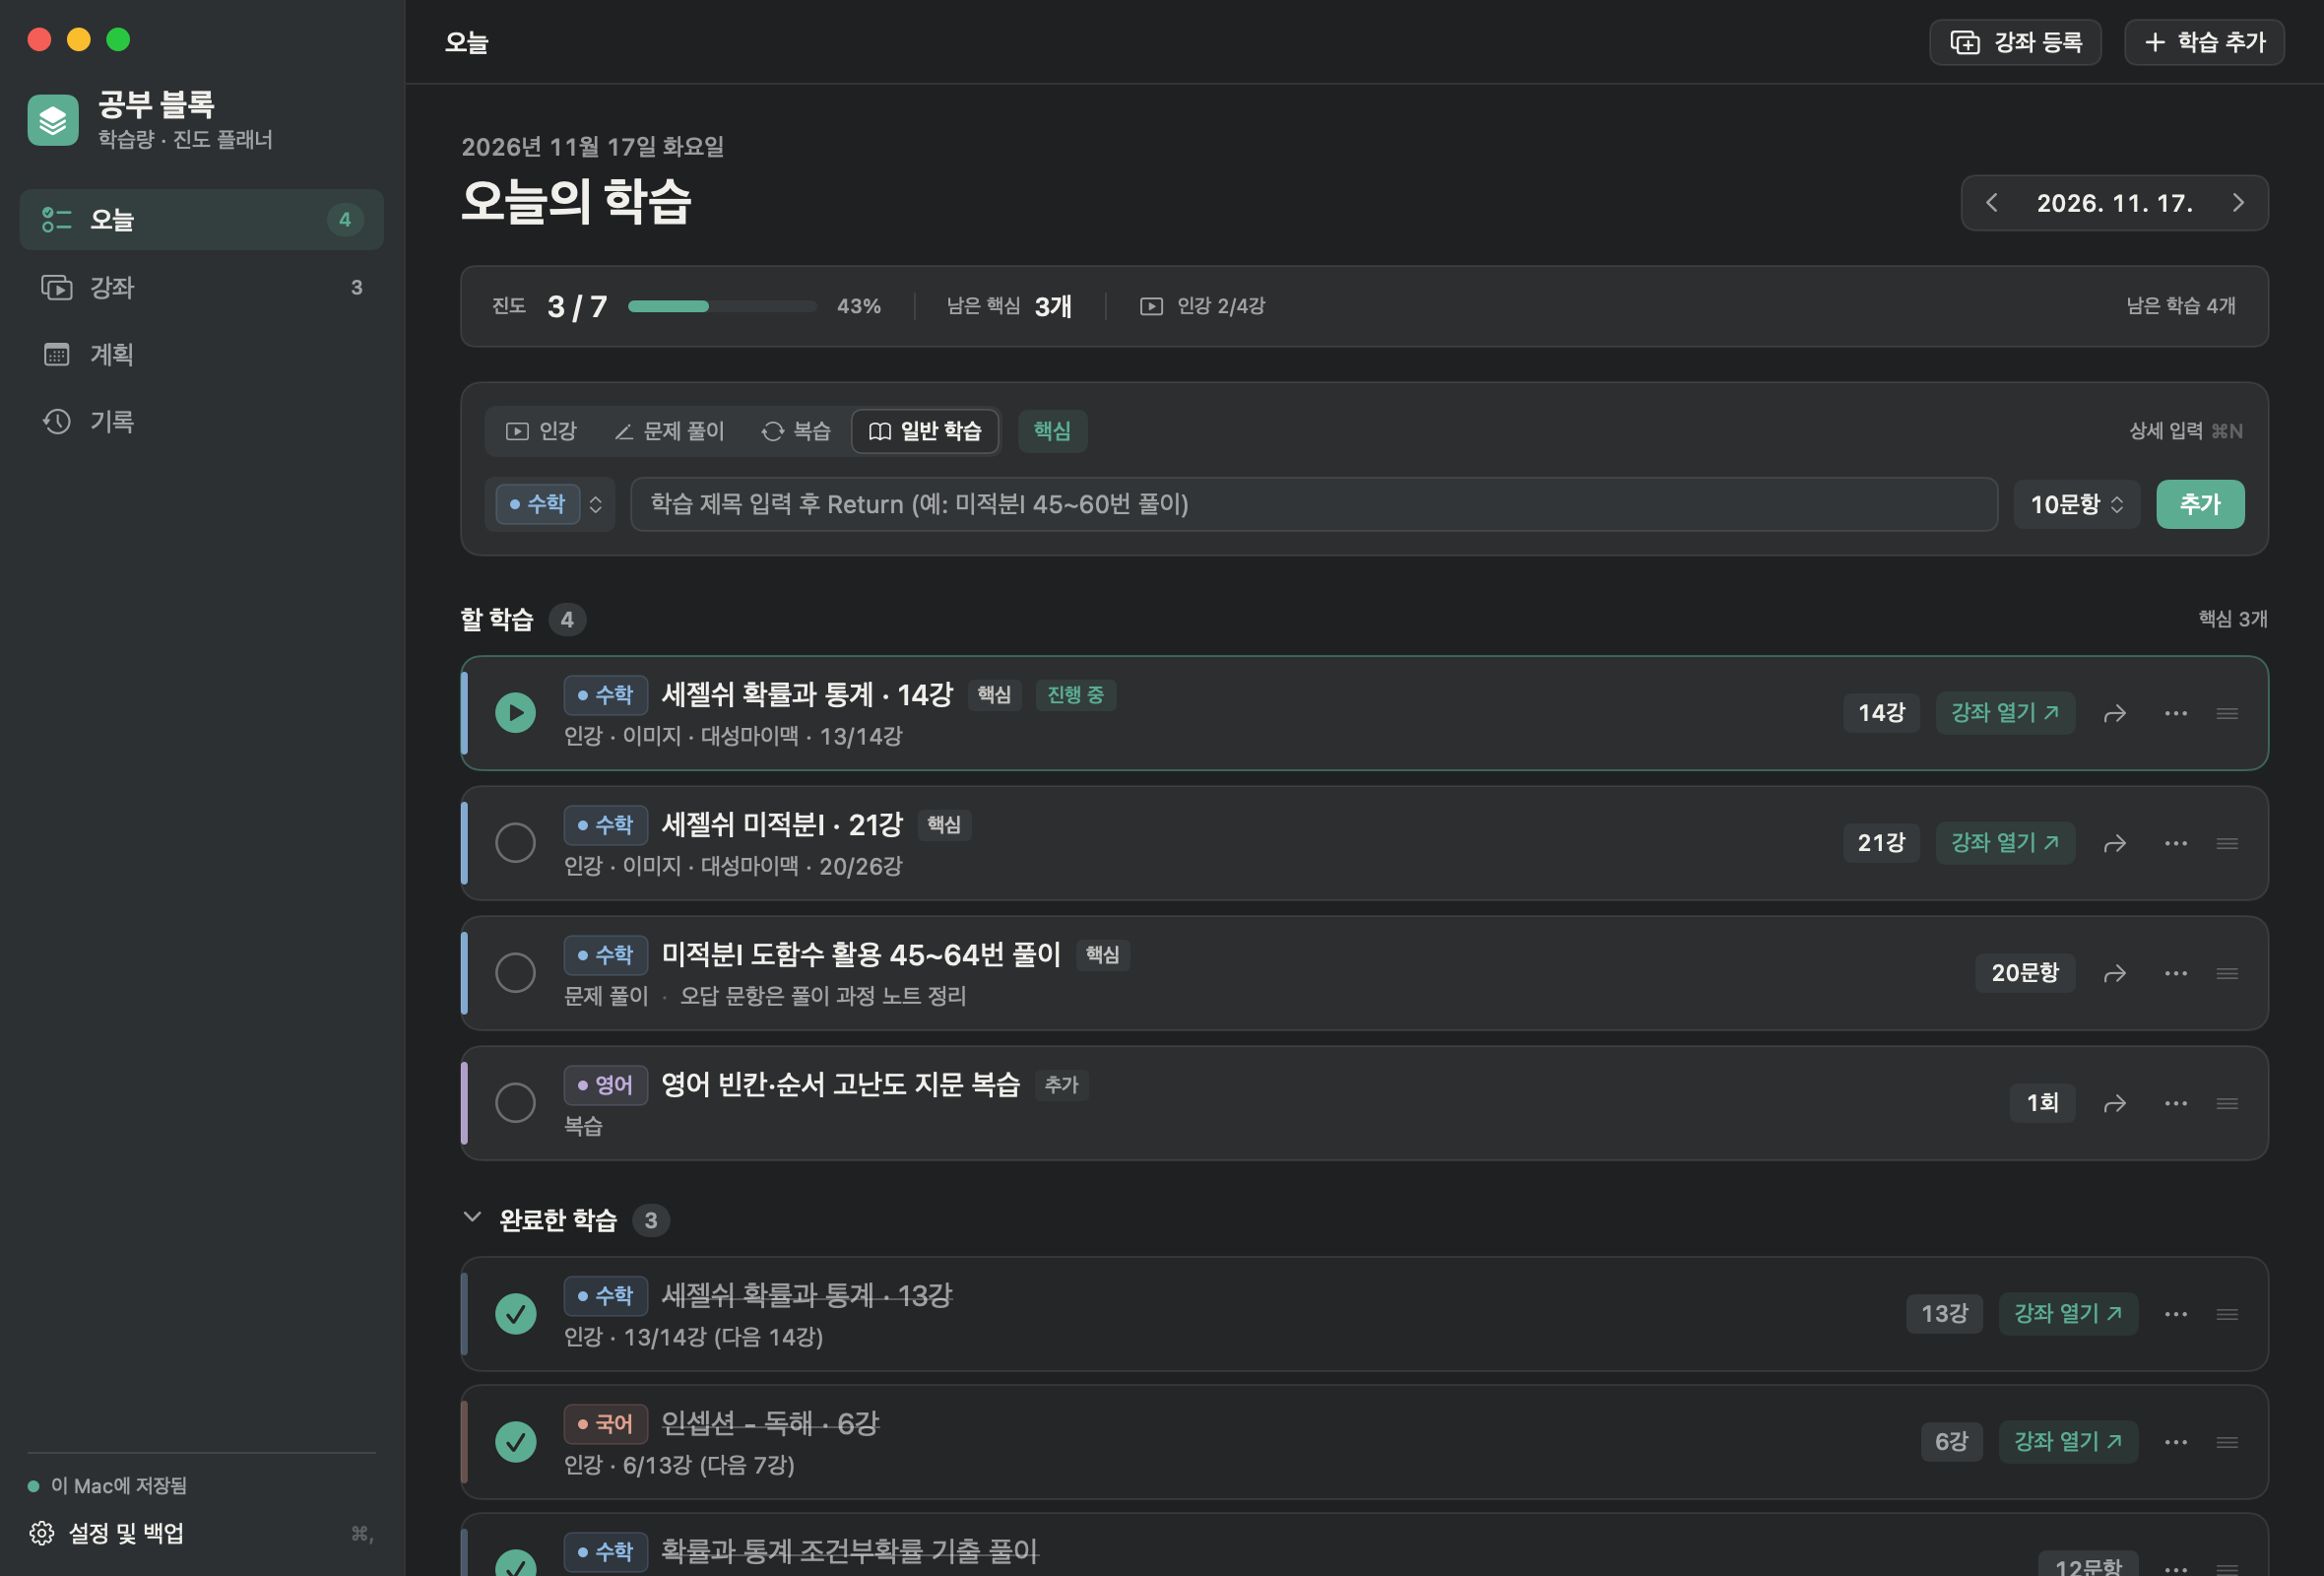 공부 블록
학습량 · 진도 플래너
오늘 4
강좌 3
계획
기록
이 Mac에 저장됨
설정 및 백업 ⌘,
오늘
강좌 등록
+ 학습 추가
2026년 11월 17일 화요일
오늘의 학습
2026. 11. 17.
진도 3 / 7 43% 남은 핵심 3개 인강 2/4강 남은 학습 4개
인강 문제 풀이 복습 일반 학습 핵심 상세 입력 ⌘N
수학 학습 제목 입력 후 Return (예: 미적분I 45~60번 풀이) 10문항 추가
할 학습 4 핵심 3개
수학 세젤쉬 확률과 통계 · 14강 핵심 진행 중
인강 · 이미지 · 대성마이맥 · 13/14강
14강 강좌 열기
수학 세젤쉬 미적분I · 21강 핵심
인강 · 이미지 · 대성마이맥 · 20/26강
21강 강좌 열기
수학 미적분I 도함수 활용 45~64번 풀이 핵심
문제 풀이 · 오답 문항은 풀이 과정 노트 정리
20문항
영어 영어 빈칸·순서 고난도 지문 복습 추가
복습
1회
완료한 학습 3
수학 세젤쉬 확률과 통계 · 13강
인강 · 13/14강 (다음 14강)
13강 강좌 열기
국어 인셉션 - 독해 · 6강
인강 · 6/13강 (다음 7강)
6강 강좌 열기
수학 확률과 통계 조건부확률 기출 풀이
12문항